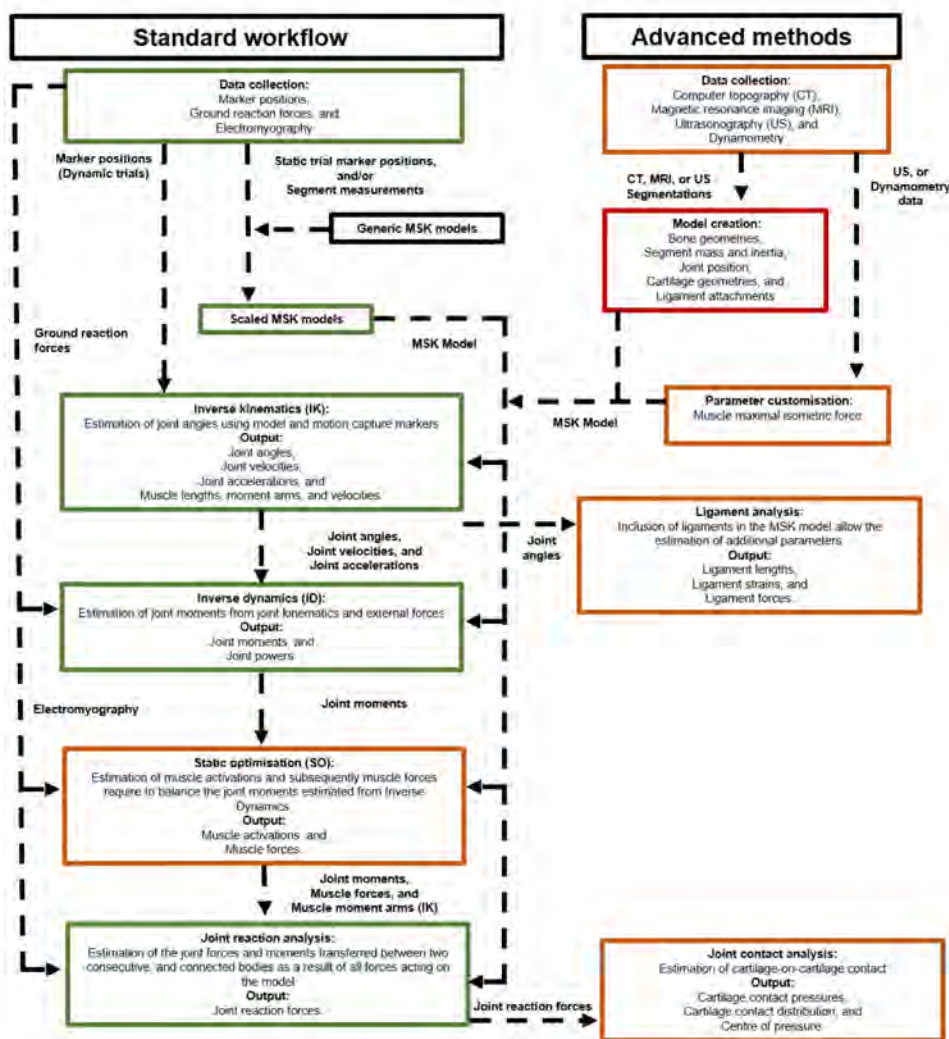 Standard workflow
Data collection:
Marker positions,
Ground reaction forces, and
Electromyography
Marker positions
(Dynamic trials)
Static trial marker positions,
and/or
Segment measurements
Generic MSK models
Scaled MSK models
MSK Model
Ground reaction
forces
Inverse kinematics (IK):
Estimation of joint angles using model and motion capture markers
Output:
Joint angles,
Joint velocities,
Joint accelerations, and
Muscle lengths, moment arms, and velocities
Joint angles,
Joint velocities, and
Joint accelerations
Inverse dynamics (ID):
Estimation of joint moments from joint kinematics and external forces
Output:
Joint moments, and
Joint powers
Electromyography
Joint moments
Static optimisation (SO):
Estimation of muscle activations and subsequently muscle forces
require to balance the joint moments estimated from Inverse
Dynamics
Output:
Muscle activations and
Muscle forces
Joint moments,
Muscle forces, and
Muscle moment arms (IK)
Joint reaction analysis:
Estimation of the joint forces and moments transferred between two
consecutive, and connected bodies as a result of all forces acting on
the model
Output:
Joint reaction forces
Advanced methods
Data collection:
Computer topography (CT),
Magnetic resonance imaging (MRI),
Ultrasonography (US), and
Dynamometry
CT, MRI, or US
Segmentations
US, or
Dynamometry
data
Model creation:
Bone geometries,
Segment mass and inertia,
Joint position,
Cartilage geometries, and
Ligament attachments
Parameter customisation:
Muscle maximal isometric force
MSK Model
Joint
angles
Ligament analysis:
Inclusion of ligaments in the MSK model allow the
estimation of additional parameters
Output:
Ligament lengths,
Ligament strains, and
Ligament forces
Joint reaction forces
Joint contact analysis:
Estimation of cartilage-on-cartilage contact
Output:
Cartilage contact pressures,
Cartilage contact distribution, and
Centre of pressure